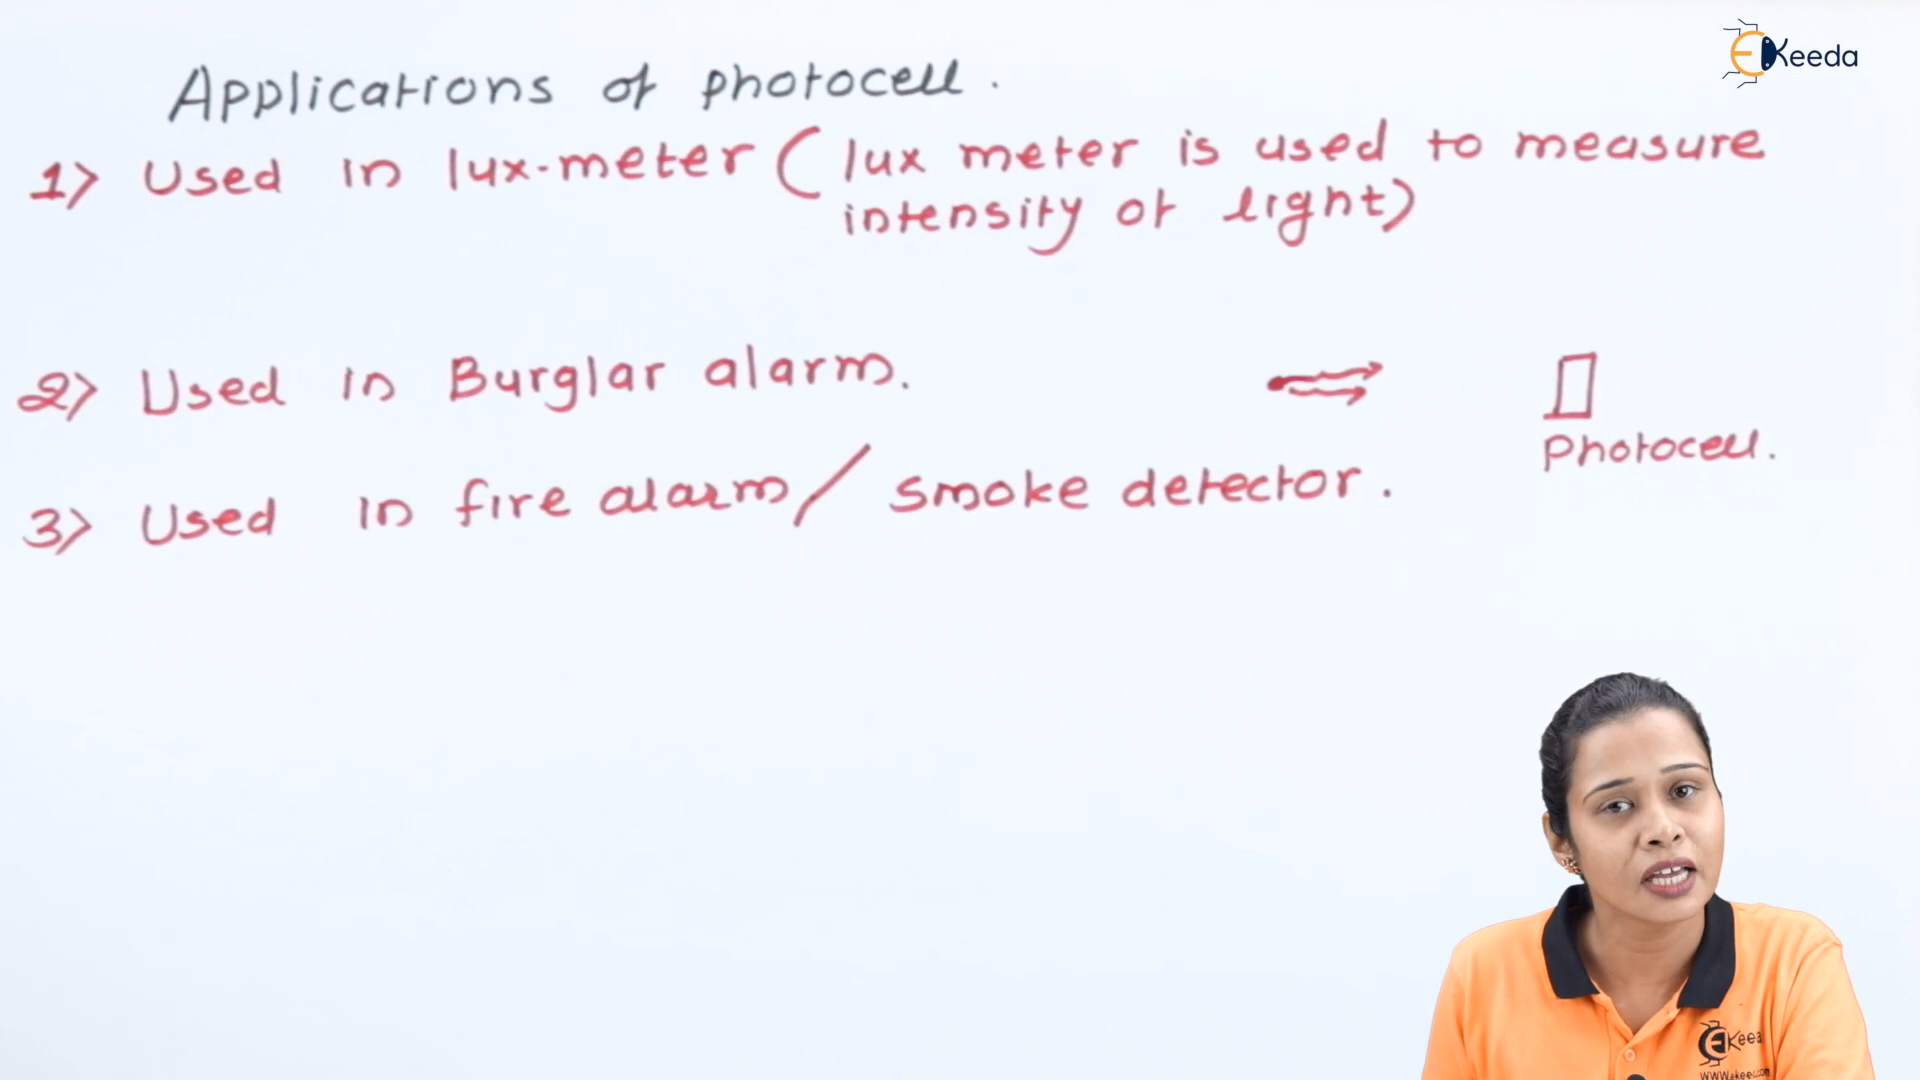 EKeeda
Applications of photocell.
1) Used in lux-meter ( lux meter is used to measure
intensity of light)
2) Used in Burglar alarm.
Photocell.
3) Used in fire alarm / smoke detector.